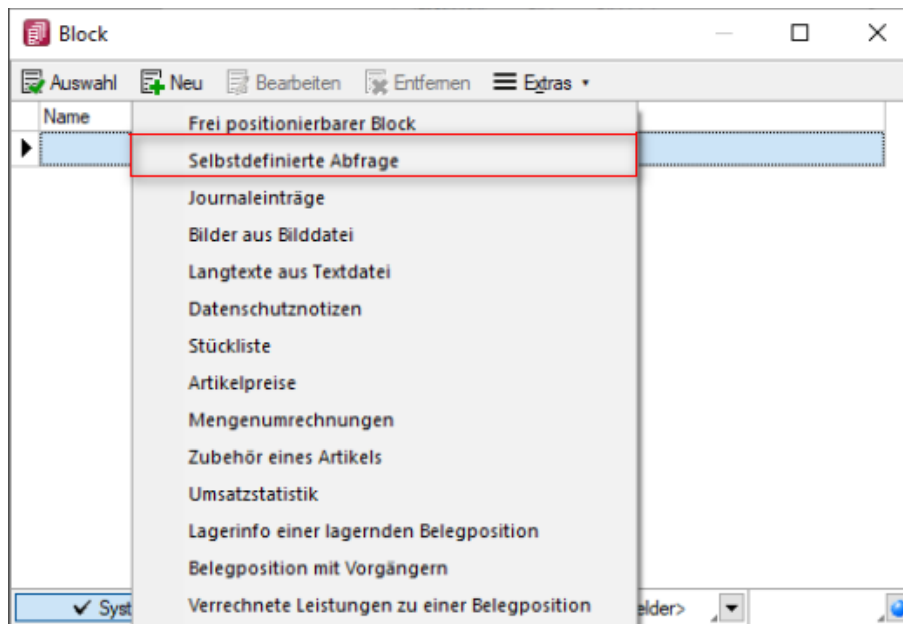 Block
Auswahl Neu Bearbeiten Entfernen Extras
Name
Frei positionierbarer Block
Selbstdefinierte Abfrage
Journaleinträge
Bilder aus Bilddatei
Langtexte aus Textdatei
Datenschutznotizen
Stückliste
Artikelpreise
Mengenumrechnungen
Zubehör eines Artikels
Umsatzstatistik
Lagerinfo einer lagernden Belegposition
Belegposition mit Vorgängern
Syst Verrechnete Leistungen zu einer Belegposition elder>